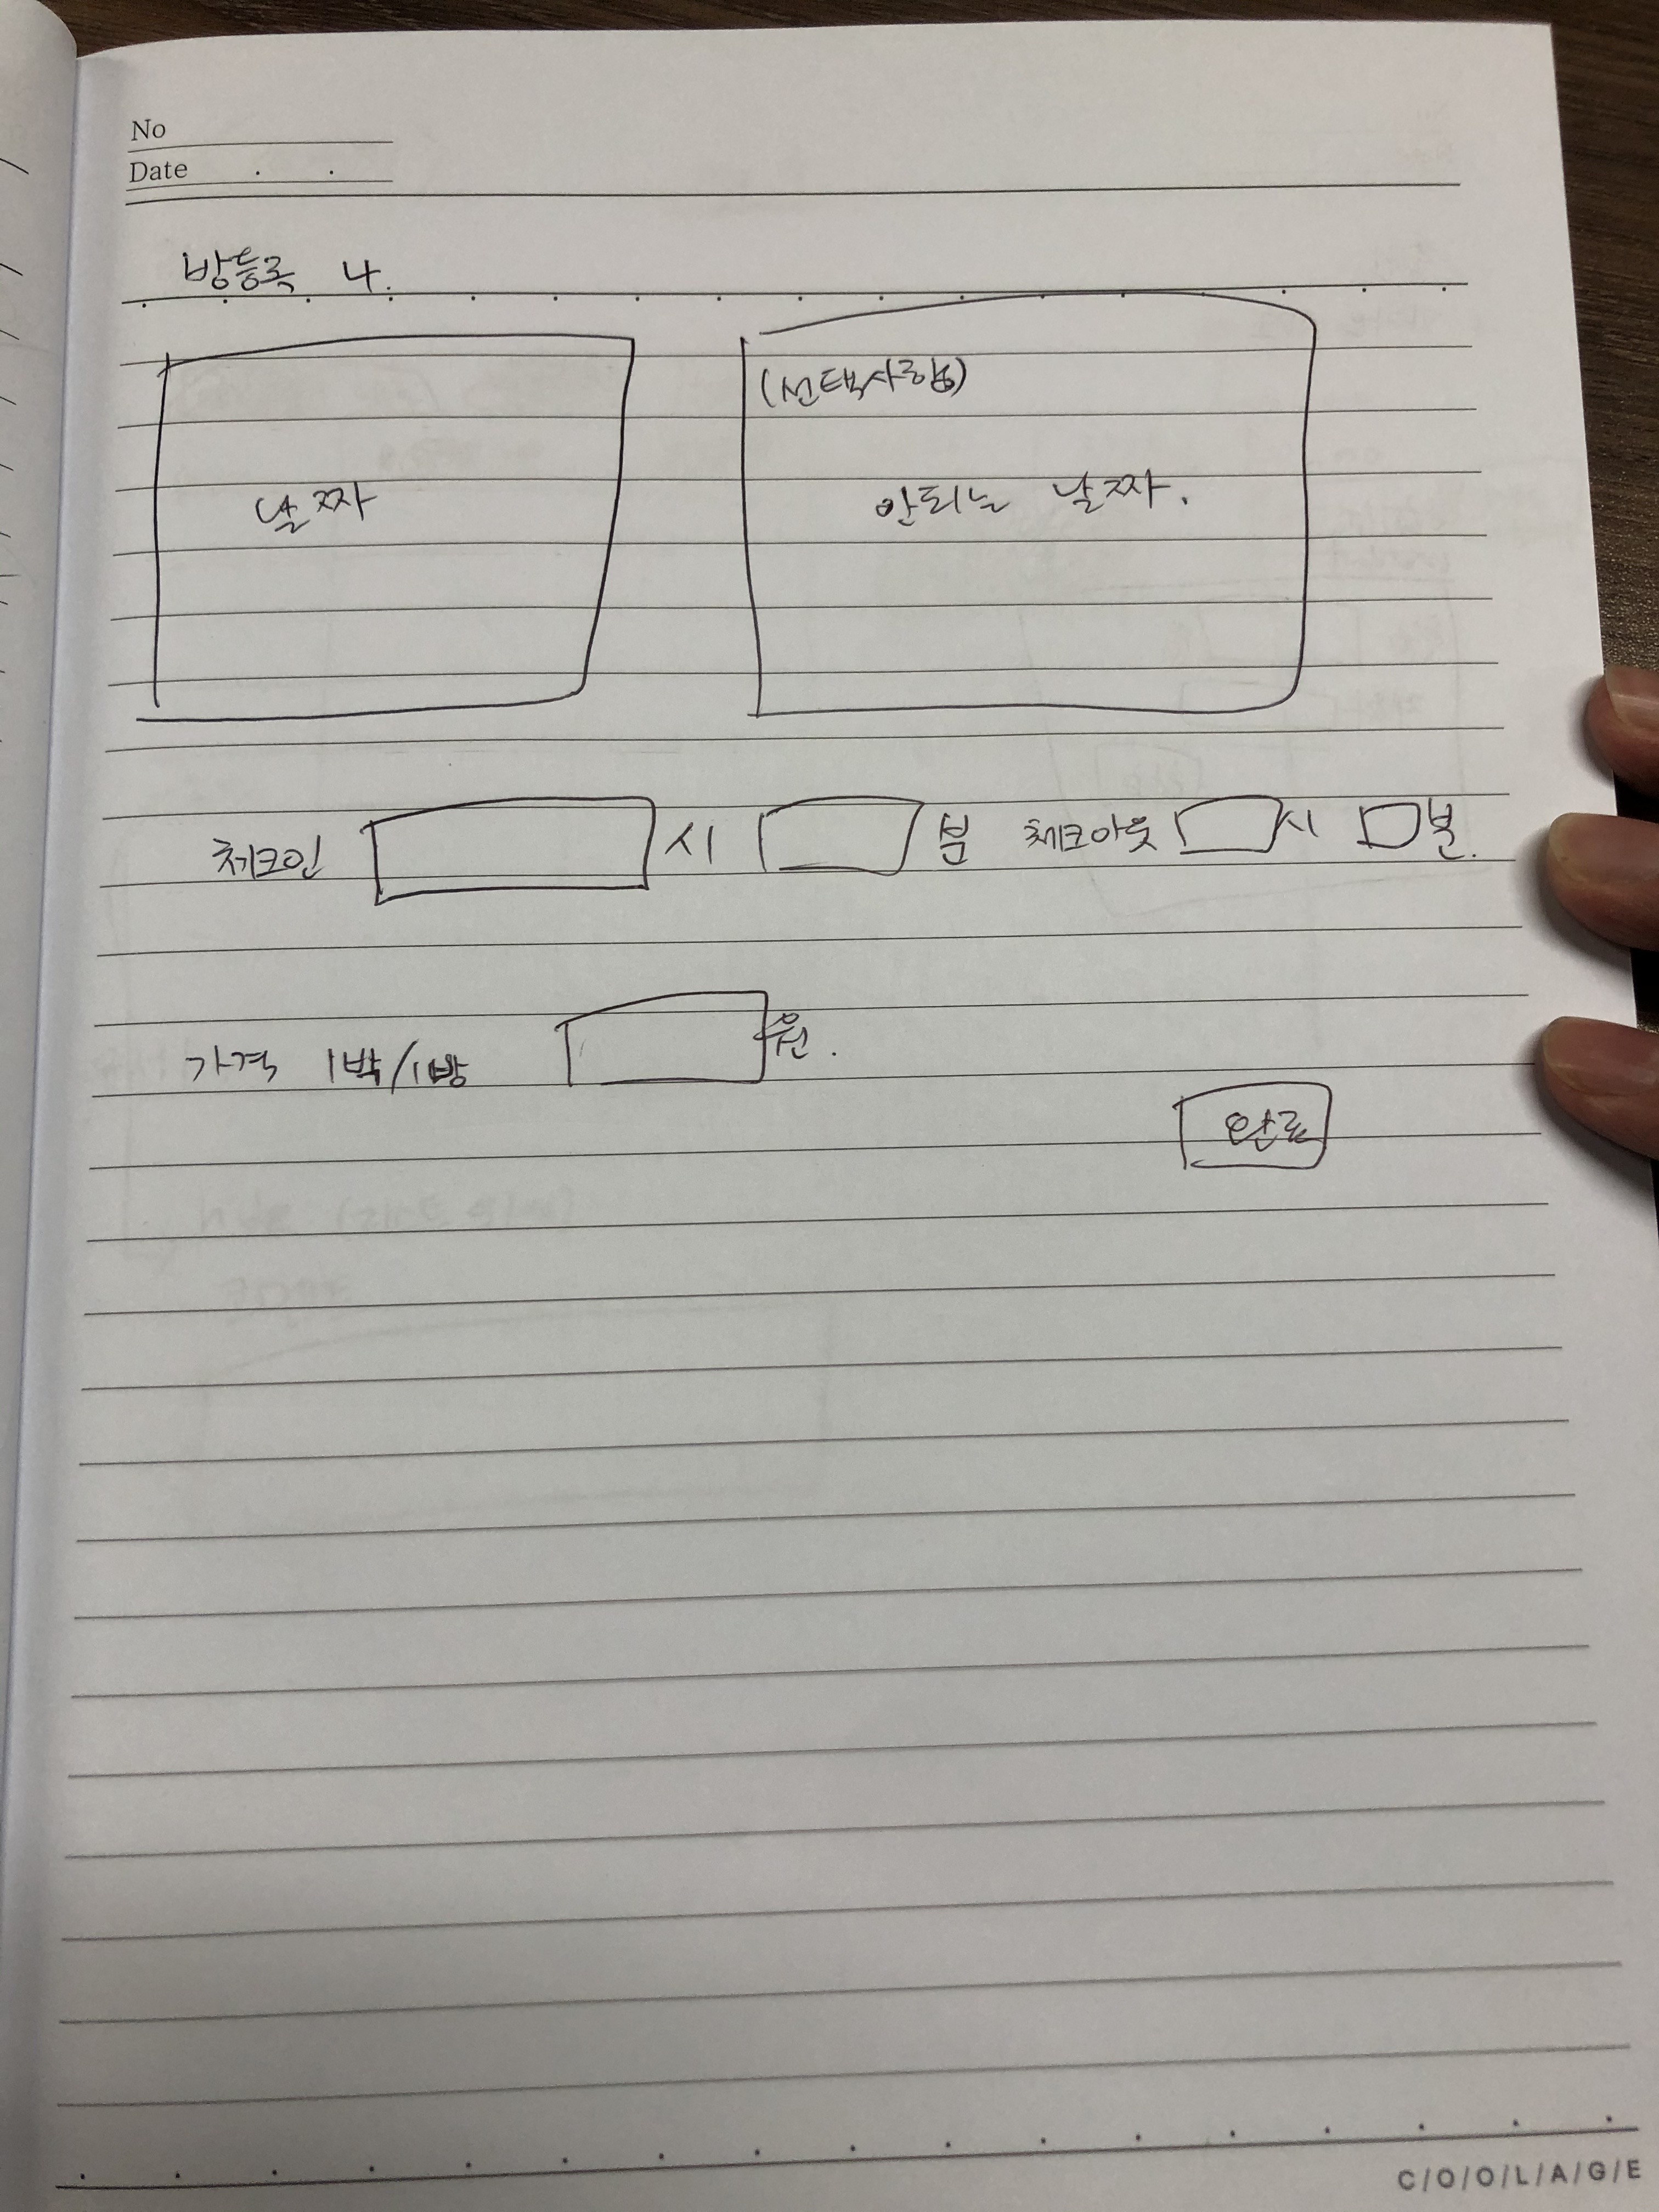 No
Date . .
방등록 4.
(선택사항)
날짜
안되는 날짜.
체크인 시 분 체크아웃 시 분.
가격 1박/1방 원.
완료
C/O/O/L/A/G/E